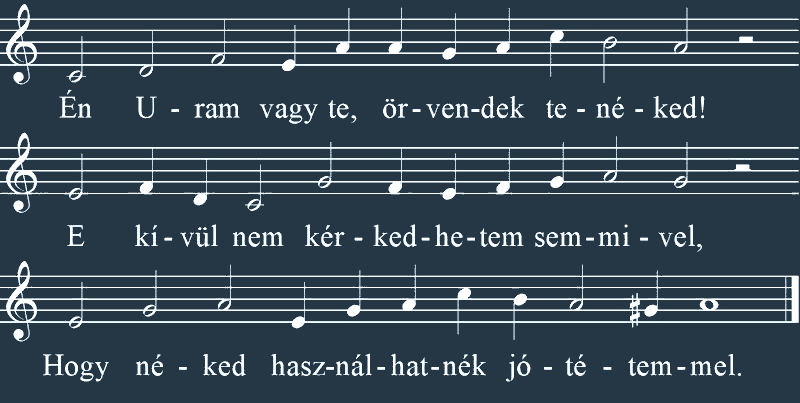 Én U - ram vagy te, ör - ven - dek te - né - ked!
E kí - vül nem kér - ked - he - tem sem - mi - vel,
Hogy né - ked hasz - nál - hat - nék jó - té - tem - mel.